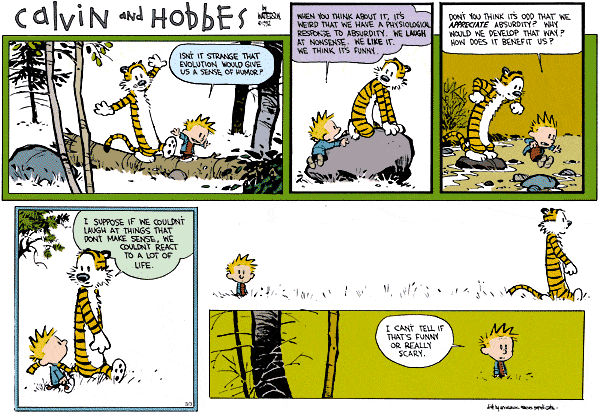 calvin and HobbEs
by
WATTERSON
ISN'T IT STRANGE THAT
EVOLUTION WOULD GIVE
US A SENSE OF HUMOR?
WHEN YOU THINK ABOUT IT, IT'S
WEIRD THAT WE HAVE A PHYSIOLOGICAL
RESPONSE TO ABSURDITY. WE LAUGH
AT NONSENSE. WE LIKE IT.
WE THINK IT'S FUNNY.
DON'T YOU THINK IT'S ODD THAT WE
APPRECIATE ABSURDITY? WHY
WOULD WE DEVELOP THAT WAY?
HOW DOES IT BENEFIT US?
I SUPPOSE IF WE COULDN'T
LAUGH AT THINGS THAT
DON'T MAKE SENSE, WE
COULDN'T REACT
TO A LOT OF
LIFE.
I CAN'T TELL IF
THAT'S FUNNY
OR REALLY
SCARY.